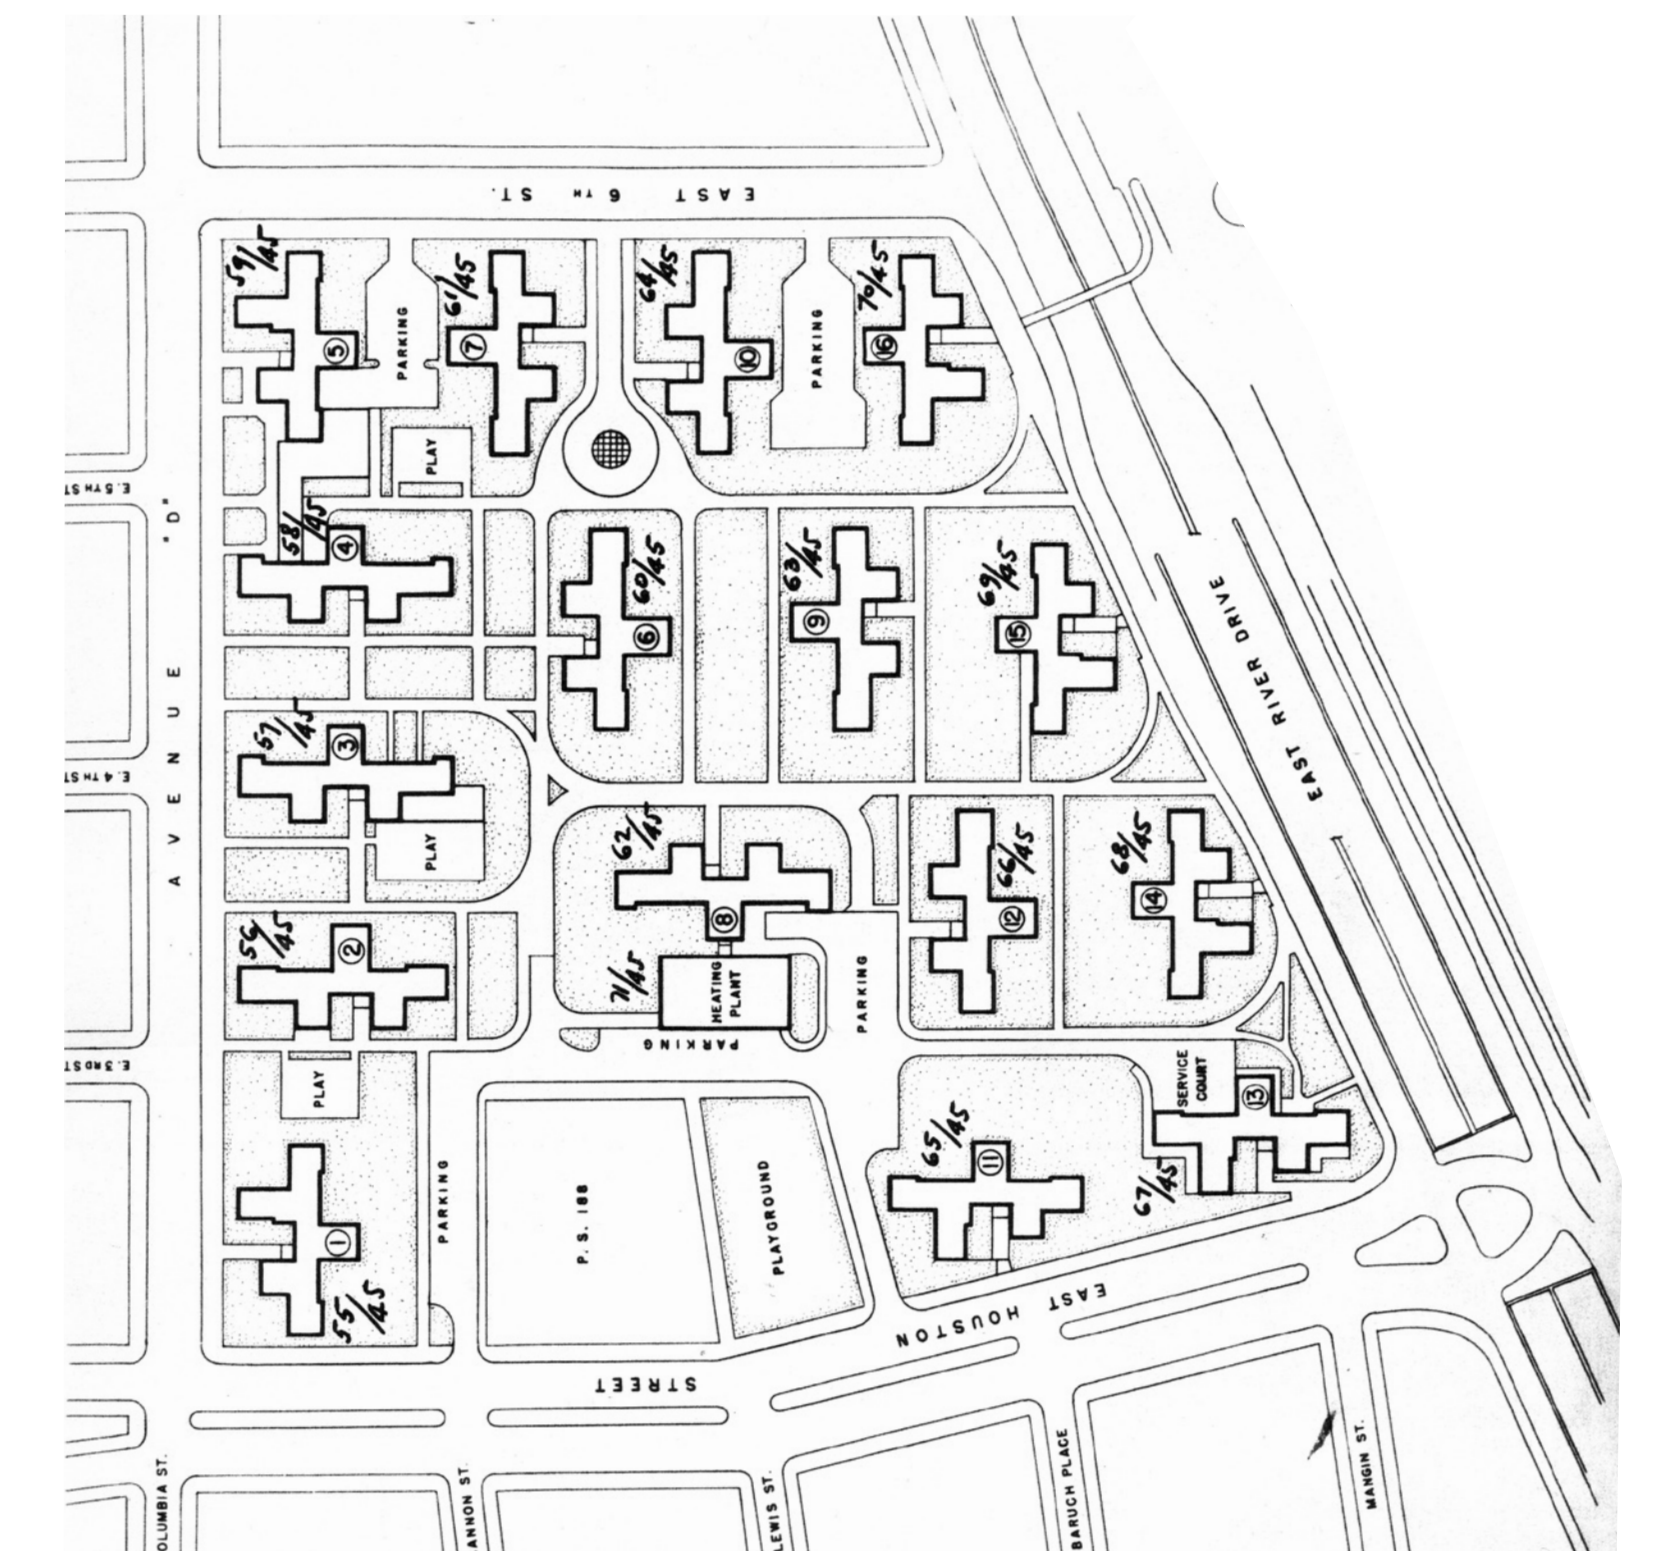 EAST 6TH ST.
59/45
61/45
64/45
70/45
5
7
10
16
PARKING
PARKING
PLAY
E. 5TH ST
AVENUE "D"
58/45
4
60/45
6
63/45
9
69/45
15
EAST RIVER DRIVE
57/45
3
E. 4TH ST
PLAY
62/45
8
66/45
12
68/45
14
56/45
2
71/45
HEATING
PLANT
PARKING
PARKING
E. 3RD ST
PLAY
SERVICE
COURT
13
65/45
11
67/45
PARKING
P. S. 188
PLAYGROUND
1
55/45
EAST HOUSTON
STREET
OLUMBIA ST.
ANNON ST.
LEWIS ST.
BARUCH PLACE
MANGIN ST.